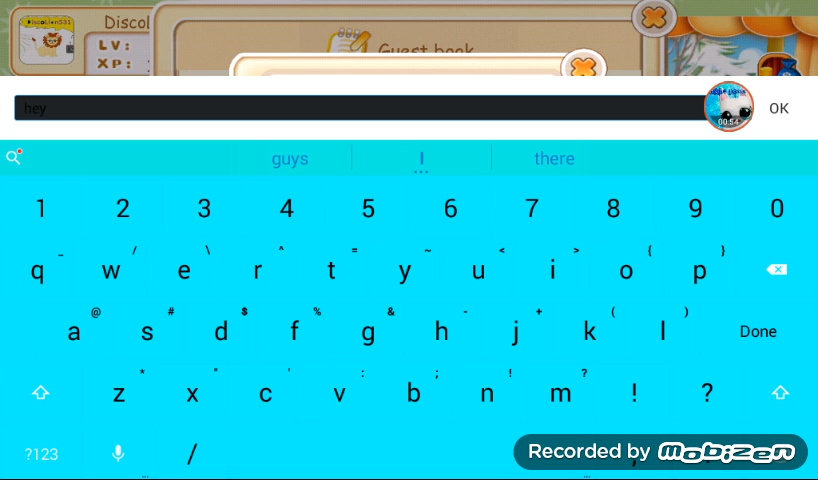 DiscoLion531
Discol
LV:
XP:
Guest book
hey
00:54
OK
guys I there
1 2 3 4 5 6 7 8 9 0
_ / \ ^ = ~ < > { }
q w e r t y u i o p
@ # $ % & - + ( )
a s d f g h j k l Done
* " ' : ; ! ?
z x c v b n m ! ?
?123 /
Recorded by mobizen